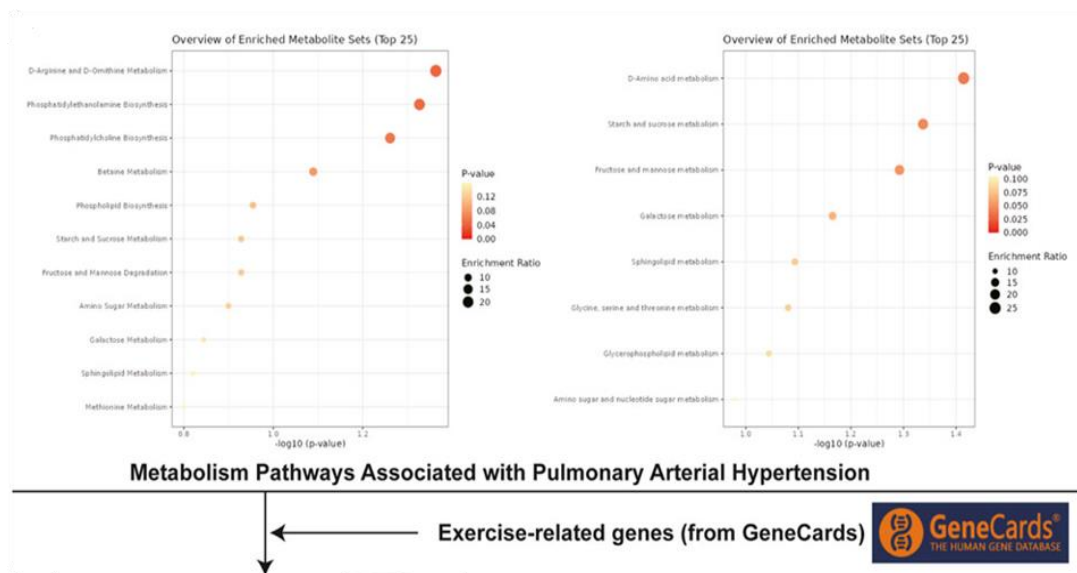 Overview of Enriched Metabolite Sets (Top 25)
D-Arginine and D-Ornithine Metabolism
Phosphatidylethanolamine Biosynthesis
Phosphatidylcholine Biosynthesis
Betaine Metabolism
Phospholipid Biosynthesis
Starch and Sucrose Metabolism
Fructose and Mannose Degradation
Amino Sugar Metabolism
Galactose Metabolism
Sphingolipid Metabolism
Methionine Metabolism
0.8 1.0 1.2
-log10 (p-value)
P-value
0.12
0.08
0.04
0.00
Enrichment Ratio
10
15
20
Overview of Enriched Metabolite Sets (Top 25)
D-Amino acid metabolism
Starch and sucrose metabolism
Fructose and mannose metabolism
Galactose metabolism
Sphingolipid metabolism
Glycine, serine and threonine metabolism
Glycerophospholipid metabolism
Amino sugar and nucleotide sugar metabolism
1.0 1.1 1.2 1.3 1.4
-log10 (p-value)
P-value
0.100
0.075
0.050
0.025
0.000
Enrichment Ratio
10
15
20
25
Metabolism Pathways Associated with Pulmonary Arterial Hypertension
Exercise-related genes (from GeneCards)
GeneCards®
THE HUMAN GENE DATABASE